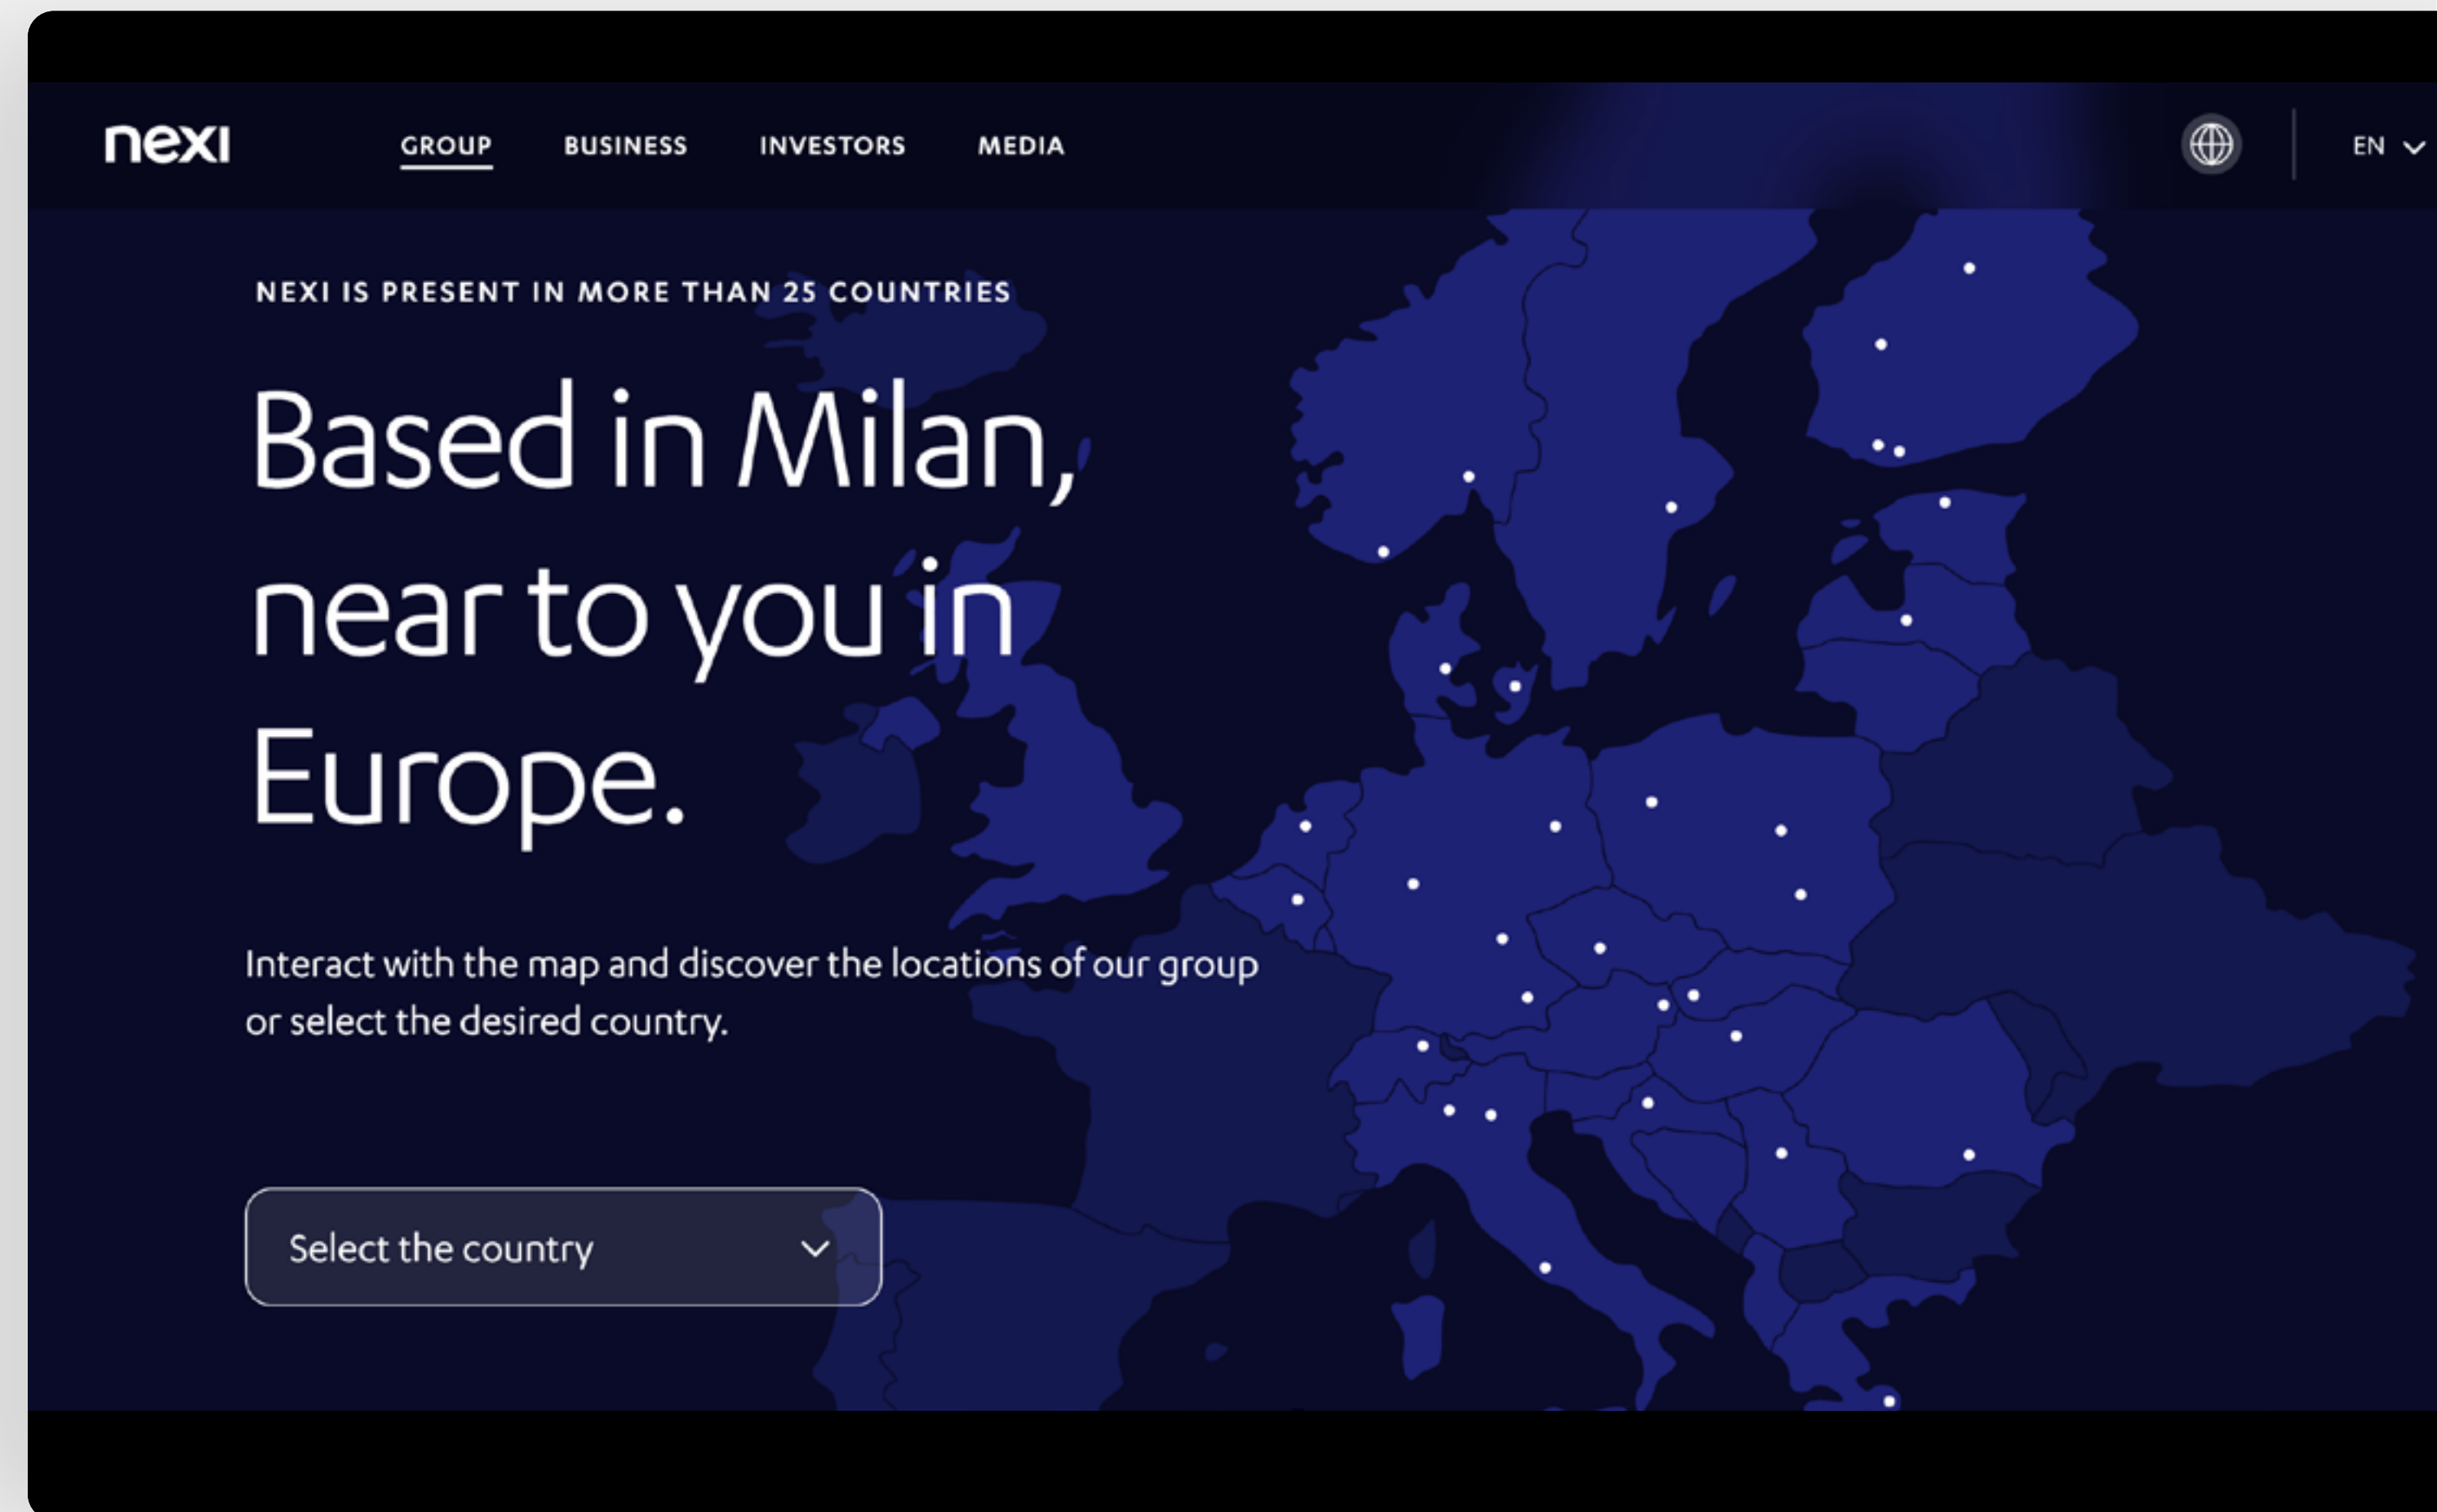 nexi
GROUP BUSINESS INVESTORS MEDIA EN
NEXI IS PRESENT IN MORE THAN 25 COUNTRIES
Based in Milan,
near to you in
Europe.
Interact with the map and discover the locations of our group
or select the desired country.
Select the country